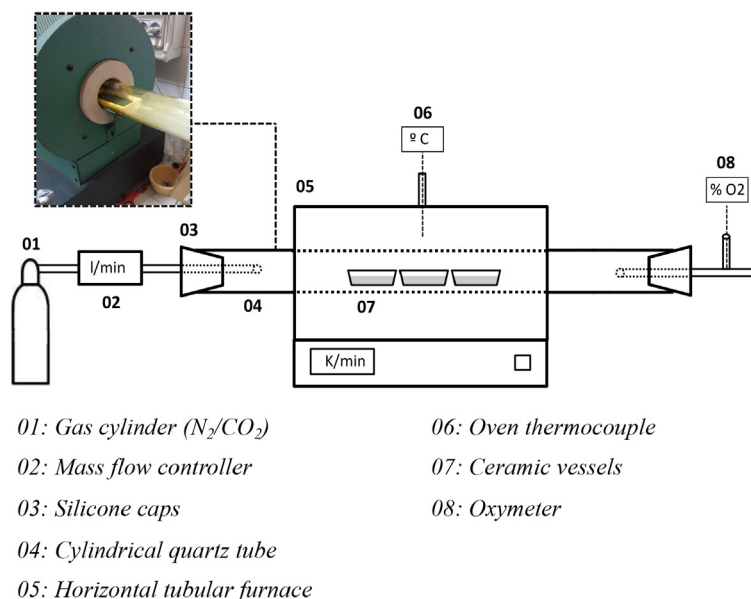 06
º C
08
% O2
05
03
01
l/min
02
04
07
K/min
01: Gas cylinder (N₂/CO₂)
02: Mass flow controller
03: Silicone caps
04: Cylindrical quartz tube
05: Horizontal tubular furnace
06: Oven thermocouple
07: Ceramic vessels
08: Oxymeter